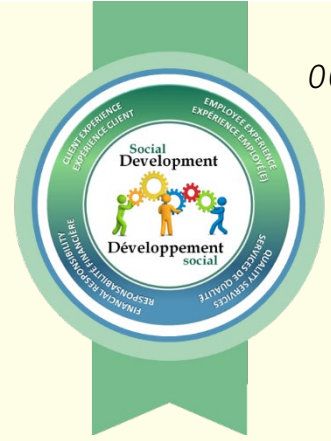 CLIENT EXPERIENCE
EXPÉRIENCE CLIENT
EMPLOYEE EXPERIENCE
EXPÉRIENCE EMPLOYÉ(E)
Social
Development
Développement
social
FINANCIAL RESPONSIBILITY
RESPONSABILITÉ FINANCIÈRE
QUALITY SERVICES
SERVICES DE QUALITÉ